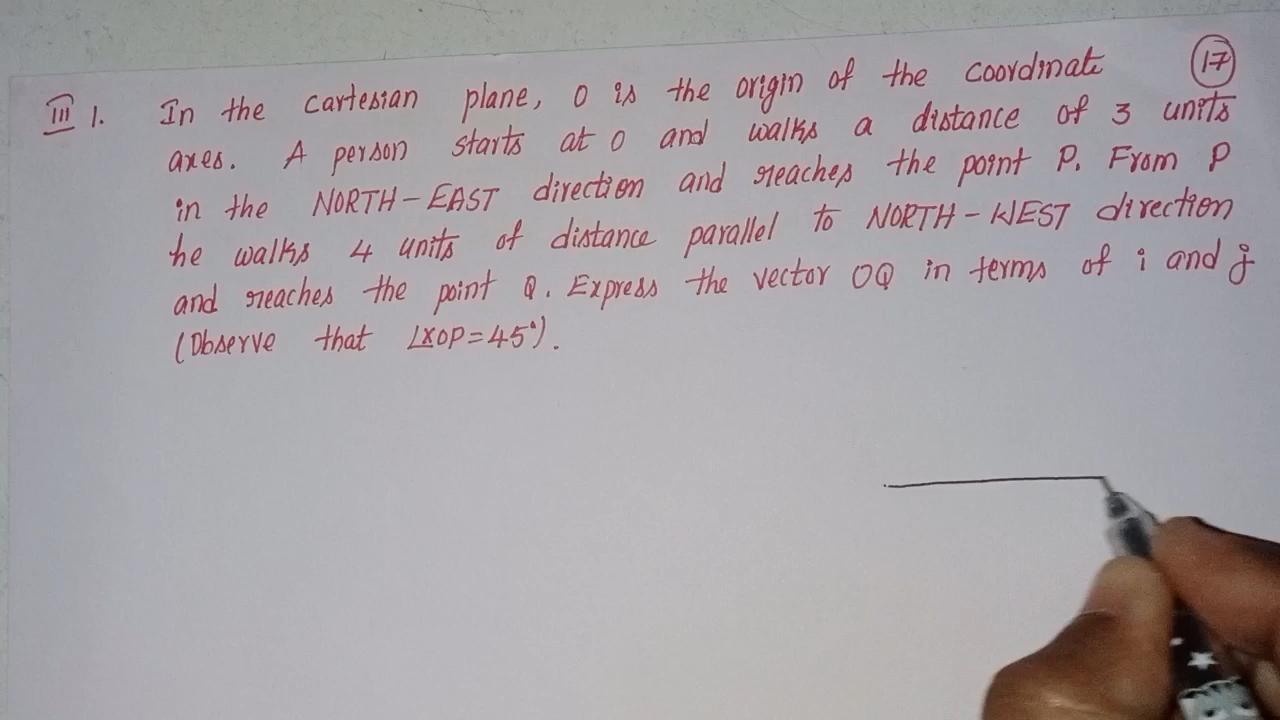 III 1. In the cartesian plane, O is the origin of the coordinate (17)
axes. A person starts at O and walks a distance of 3 units
in the NORTH-EAST direction and reaches the point P. From P
he walks 4 units of distance parallel to NORTH-WEST direction
and reaches the point Q. Express the vector OQ in terms of i and j
(Observe that ∠XOP=45°).